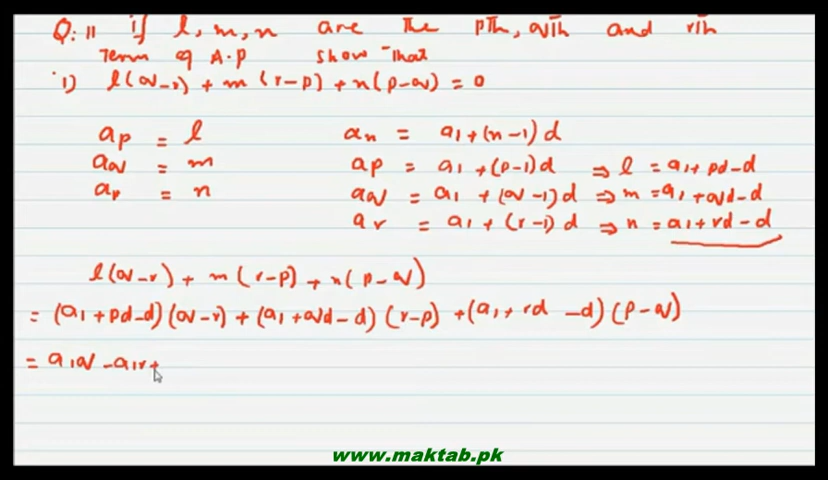 Q: 11 if l, m, n are the pth, qth and rth
Term of A.P show that
i) l(q-r) + m(r-p) + n(p-q) = 0
ap = l
aq = m
ar = n
an = a1+(n-1)d
ap = a1+(p-1)d ⇒ l = a1+pd-d
aq = a1+(q-1)d ⇒ m = a1+qd-d
ar = a1+(r-1)d ⇒ n = a1+rd-d
l(q-r) + m(r-p) + n(p-q)
= (a1+pd-d)(q-r) + (a1+qd-d)(r-p) + (a1+rd-d)(p-q)
= a1q - a1r +
www.maktab.pk